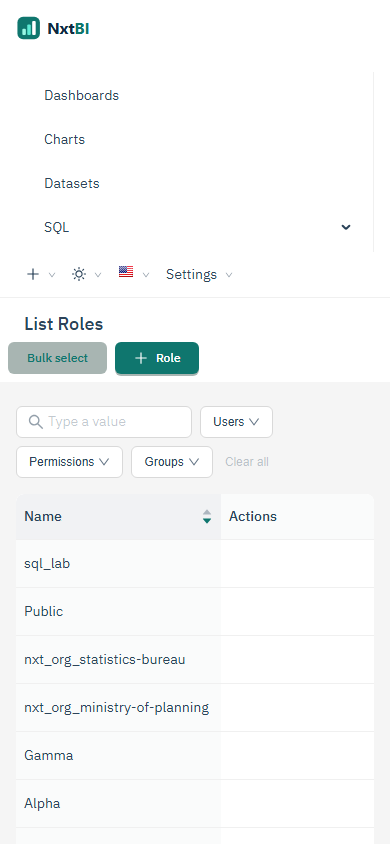 NxtBI
Dashboards
Charts
Datasets
SQL
Settings
List Roles
Bulk select
Role
Type a value
Users
Permissions
Groups
Clear all
Name
Actions
sql_lab
Public
nxt_org_statistics-bureau
nxt_org_ministry-of-planning
Gamma
Alpha